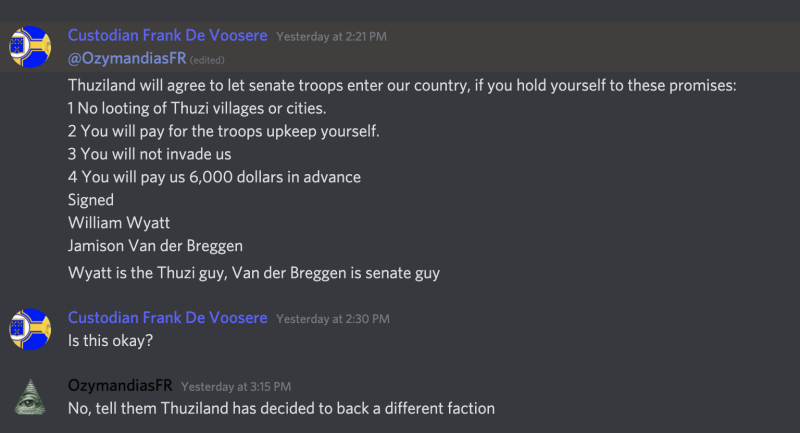 Custodian Frank De Voosere Yesterday at 2:21 PM
@OzymandiasFR (edited)
Thuziland will agree to let senate troops enter our country, if you hold yourself to these promises:
1 No looting of Thuzi villages or cities.
2 You will pay for the troops upkeep yourself.
3 You will not invade us
4 You will pay us 6,000 dollars in advance
Signed
William Wyatt
Jamison Van der Breggen
Wyatt is the Thuzi guy, Van der Breggen is senate guy
Custodian Frank De Voosere Yesterday at 2:30 PM
Is this okay?
OzymandiasFR Yesterday at 3:15 PM
No, tell them Thuziland has decided to back a different faction